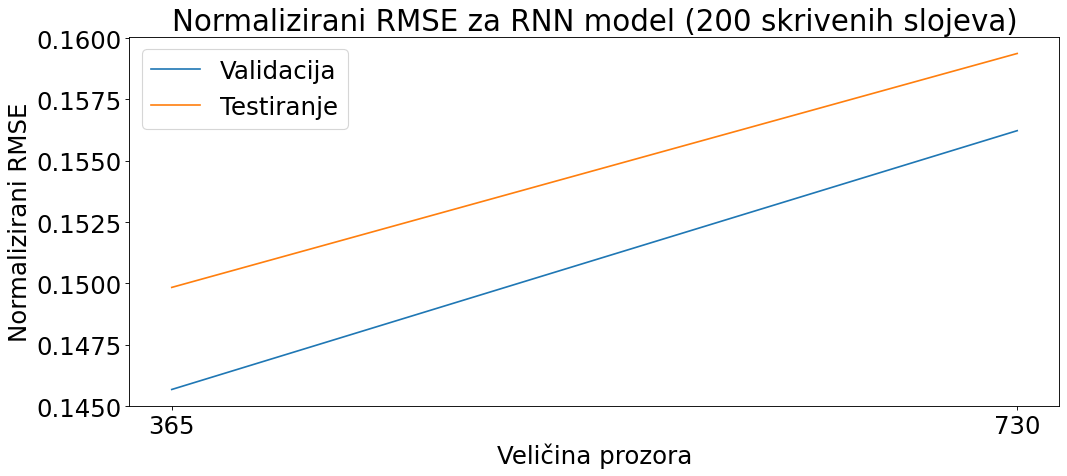 Normalizirani RMSE za RNN model (200 skrivenih slojeva)
Validacija
Testiranje
Normalizirani RMSE
0.1600
0.1575
0.1550
0.1525
0.1500
0.1475
0.1450
365
730
Veličina prozora